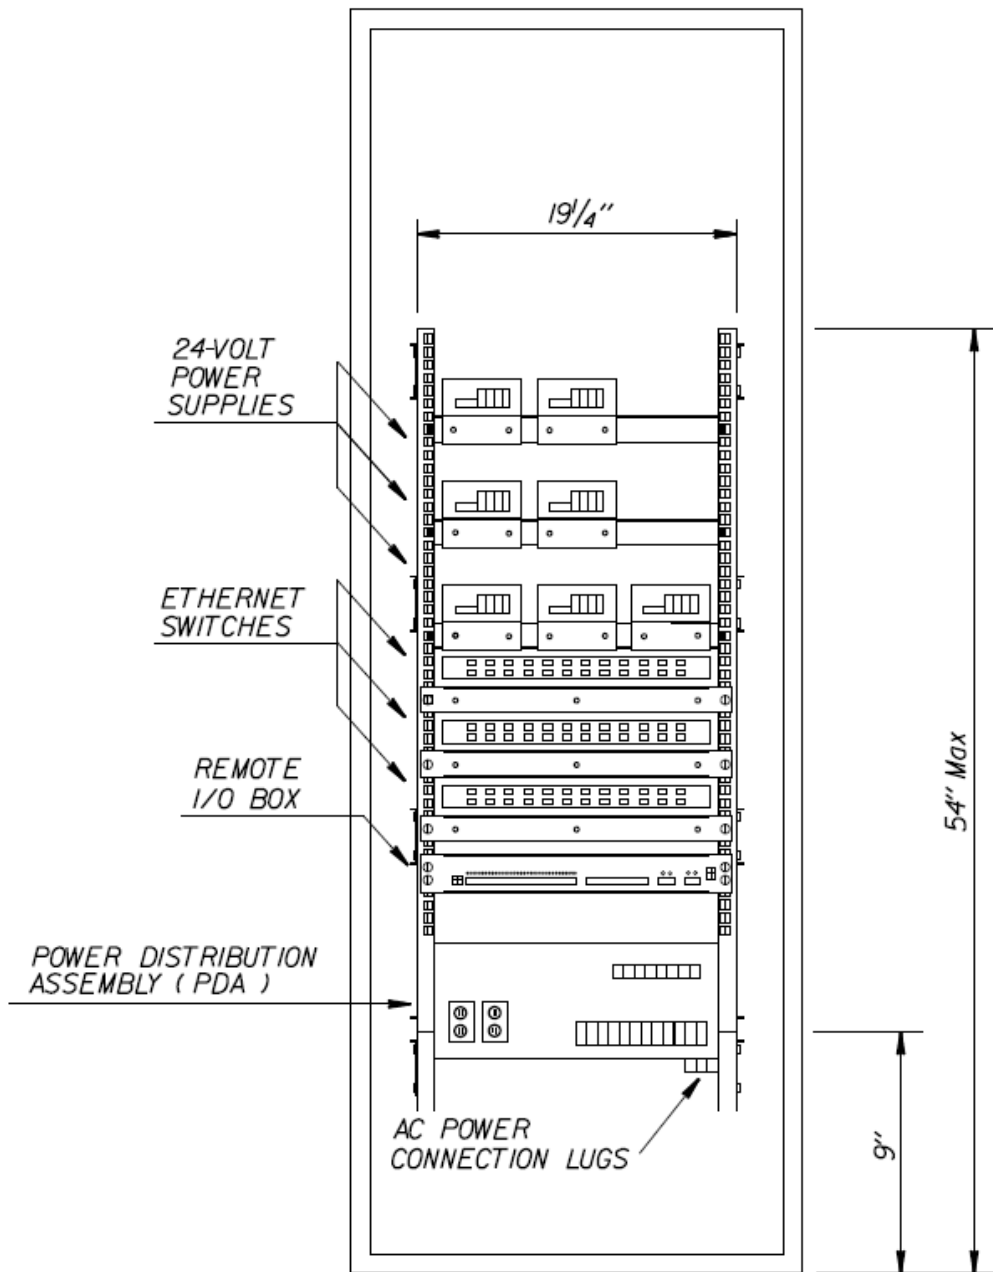 19 1/4"
24-VOLT
POWER
SUPPLIES
ETHERNET
SWITCHES
REMOTE
I/O BOX
54" Max
POWER DISTRIBUTION
ASSEMBLY ( PDA )
AC POWER
CONNECTION LUGS
9"